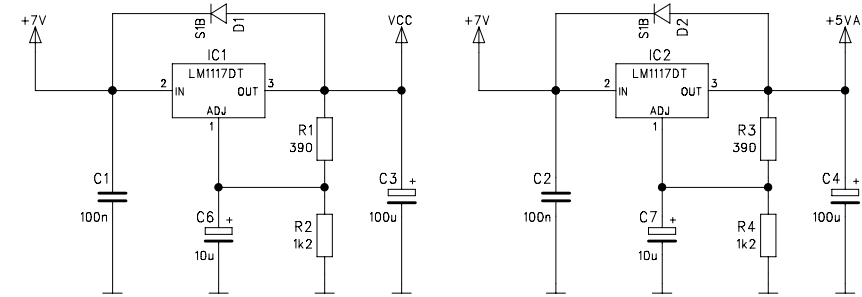 +7V
S1B
D1
VCC
IC1
LM1117DT
2
IN
OUT
3
ADJ
1
R1
390
C1
100n
C6
+
10u
R2
1k2
C3
+
100u
+7V
S1B
D2
+5VA
IC2
LM1117DT
2
IN
OUT
3
ADJ
1
R3
390
C2
100n
C7
+
10u
R4
1k2
C4
+
100u